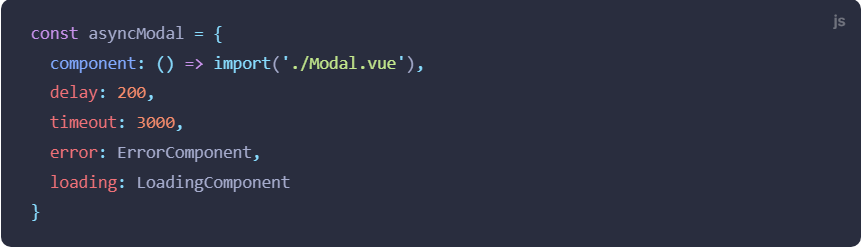 js
const asyncModal = {
  component: () => import('./Modal.vue'),
  delay: 200,
  timeout: 3000,
  error: ErrorComponent,
  loading: LoadingComponent
}